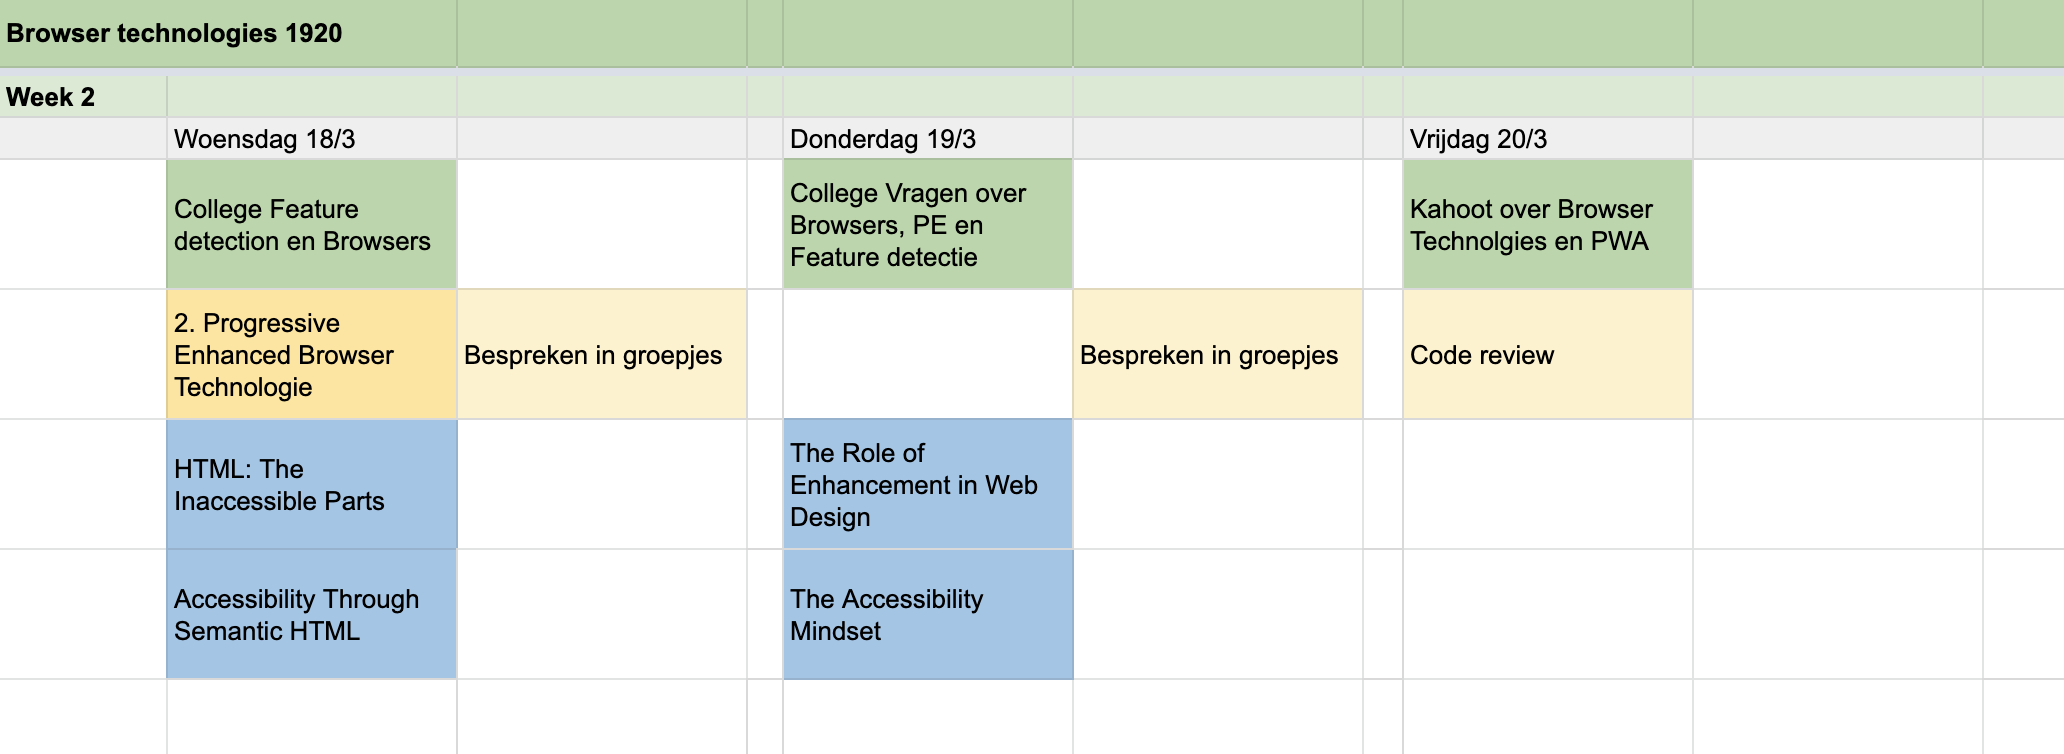 Browser technologies 1920
Week 2
Woensdag 18/3
Donderdag 19/3
Vrijdag 20/3
College Feature
detection en Browsers
College Vragen over
Browsers, PE en
Feature detectie
Kahoot over Browser
Technolgies en PWA
2. Progressive
Enhanced Browser
Technologie
Bespreken in groepjes
Bespreken in groepjes
Code review
HTML: The
Inaccessible Parts
The Role of
Enhancement in Web
Design
Accessibility Through
Semantic HTML
The Accessibility
Mindset